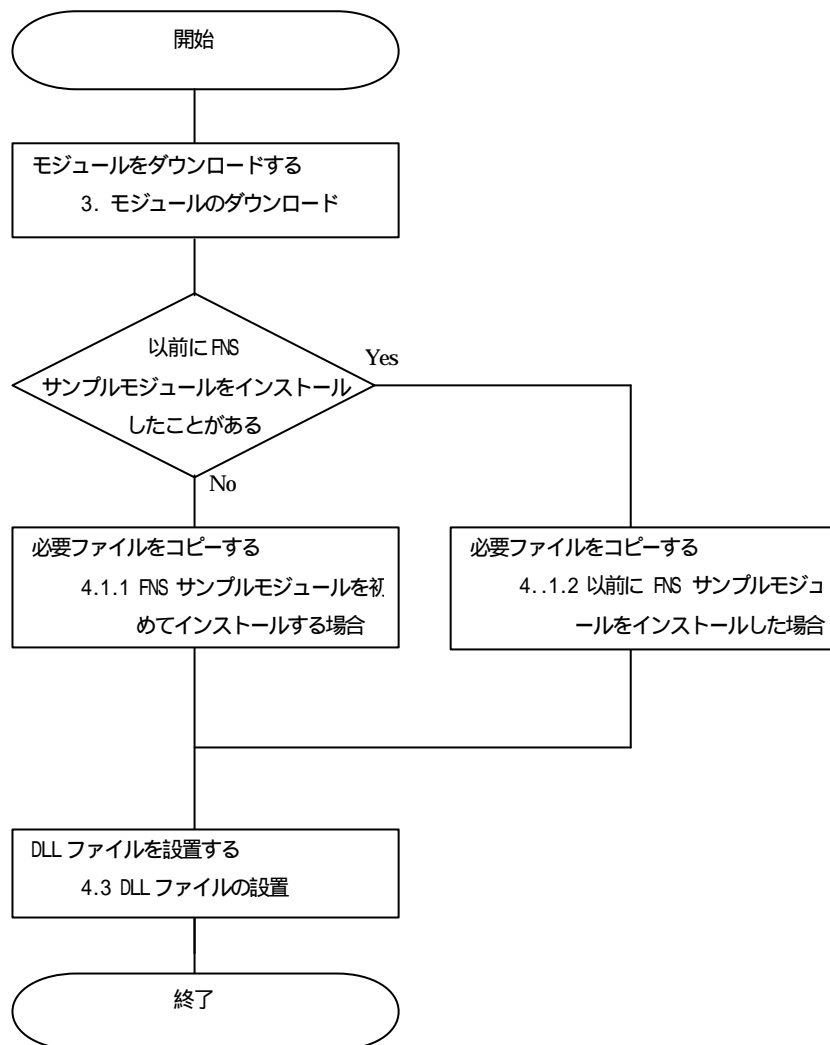 開始
モジュールをダウンロードする
3. モジュールのダウンロード
以前に FNS
サンプルモジュールをインストール
したことがある
Yes
No
必要ファイルをコピーする
4.1.1 FNS サンプルモジュールを初
めてインストールする場合
必要ファイルをコピーする
4..1.2 以前に FNS サンプルモジュ
ールをインストールした場合
DLL ファイルを設置する
4.3 DLL ファイルの設置
終了